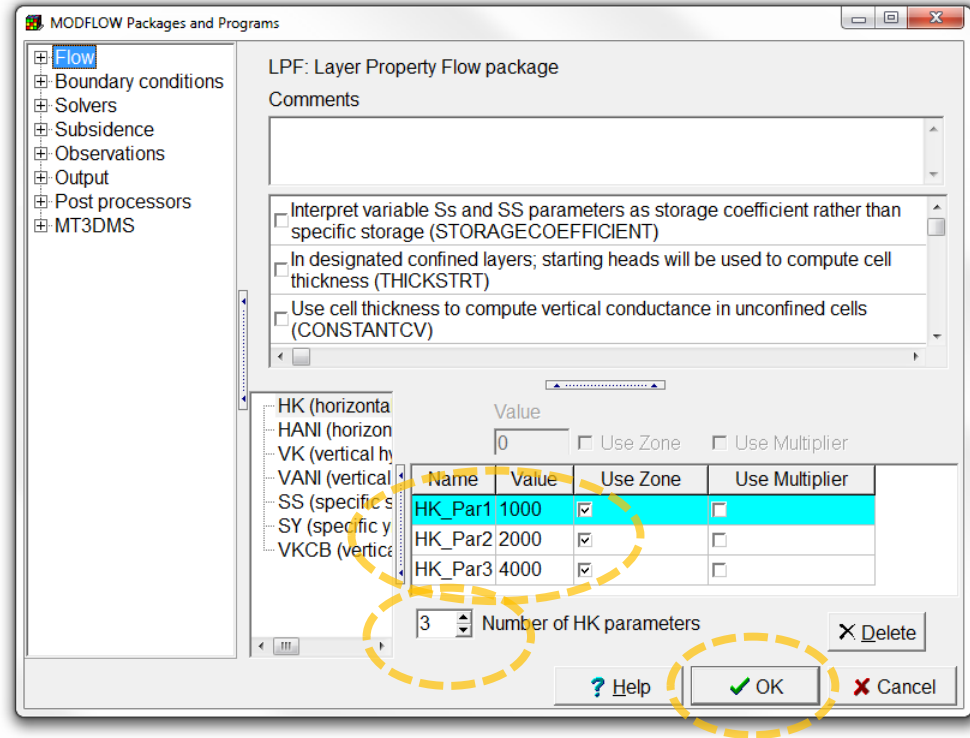 MODFLOW Packages and Programs
Flow
Boundary conditions
Solvers
Subsidence
Observations
Output
Post processors
MT3DMS
LPF: Layer Property Flow package
Comments
Interpret variable Ss and SS parameters as storage coefficient rather than
specific storage (STORAGECOEFFICIENT)
In designated confined layers; starting heads will be used to compute cell
thickness (THICKSTRT)
Use cell thickness to compute vertical conductance in unconfined cells
(CONSTANTCV)
HK (horizonta
HANI (horizon
VK (vertical hy
VANI (vertical
SS (specific s
SY (specific y
VKCB (vertica
Value
0 Use Zone Use Multiplier
Name Value Use Zone Use Multiplier
HK_Par1 1000
HK_Par2 2000
HK_Par3 4000
3 Number of HK parameters
Delete
? Help OK Cancel